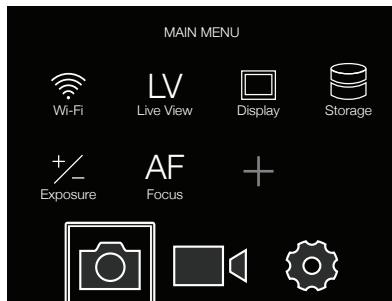 MAIN MENU
LV
Wi-Fi Live View Display Storage
AF
Exposure Focus